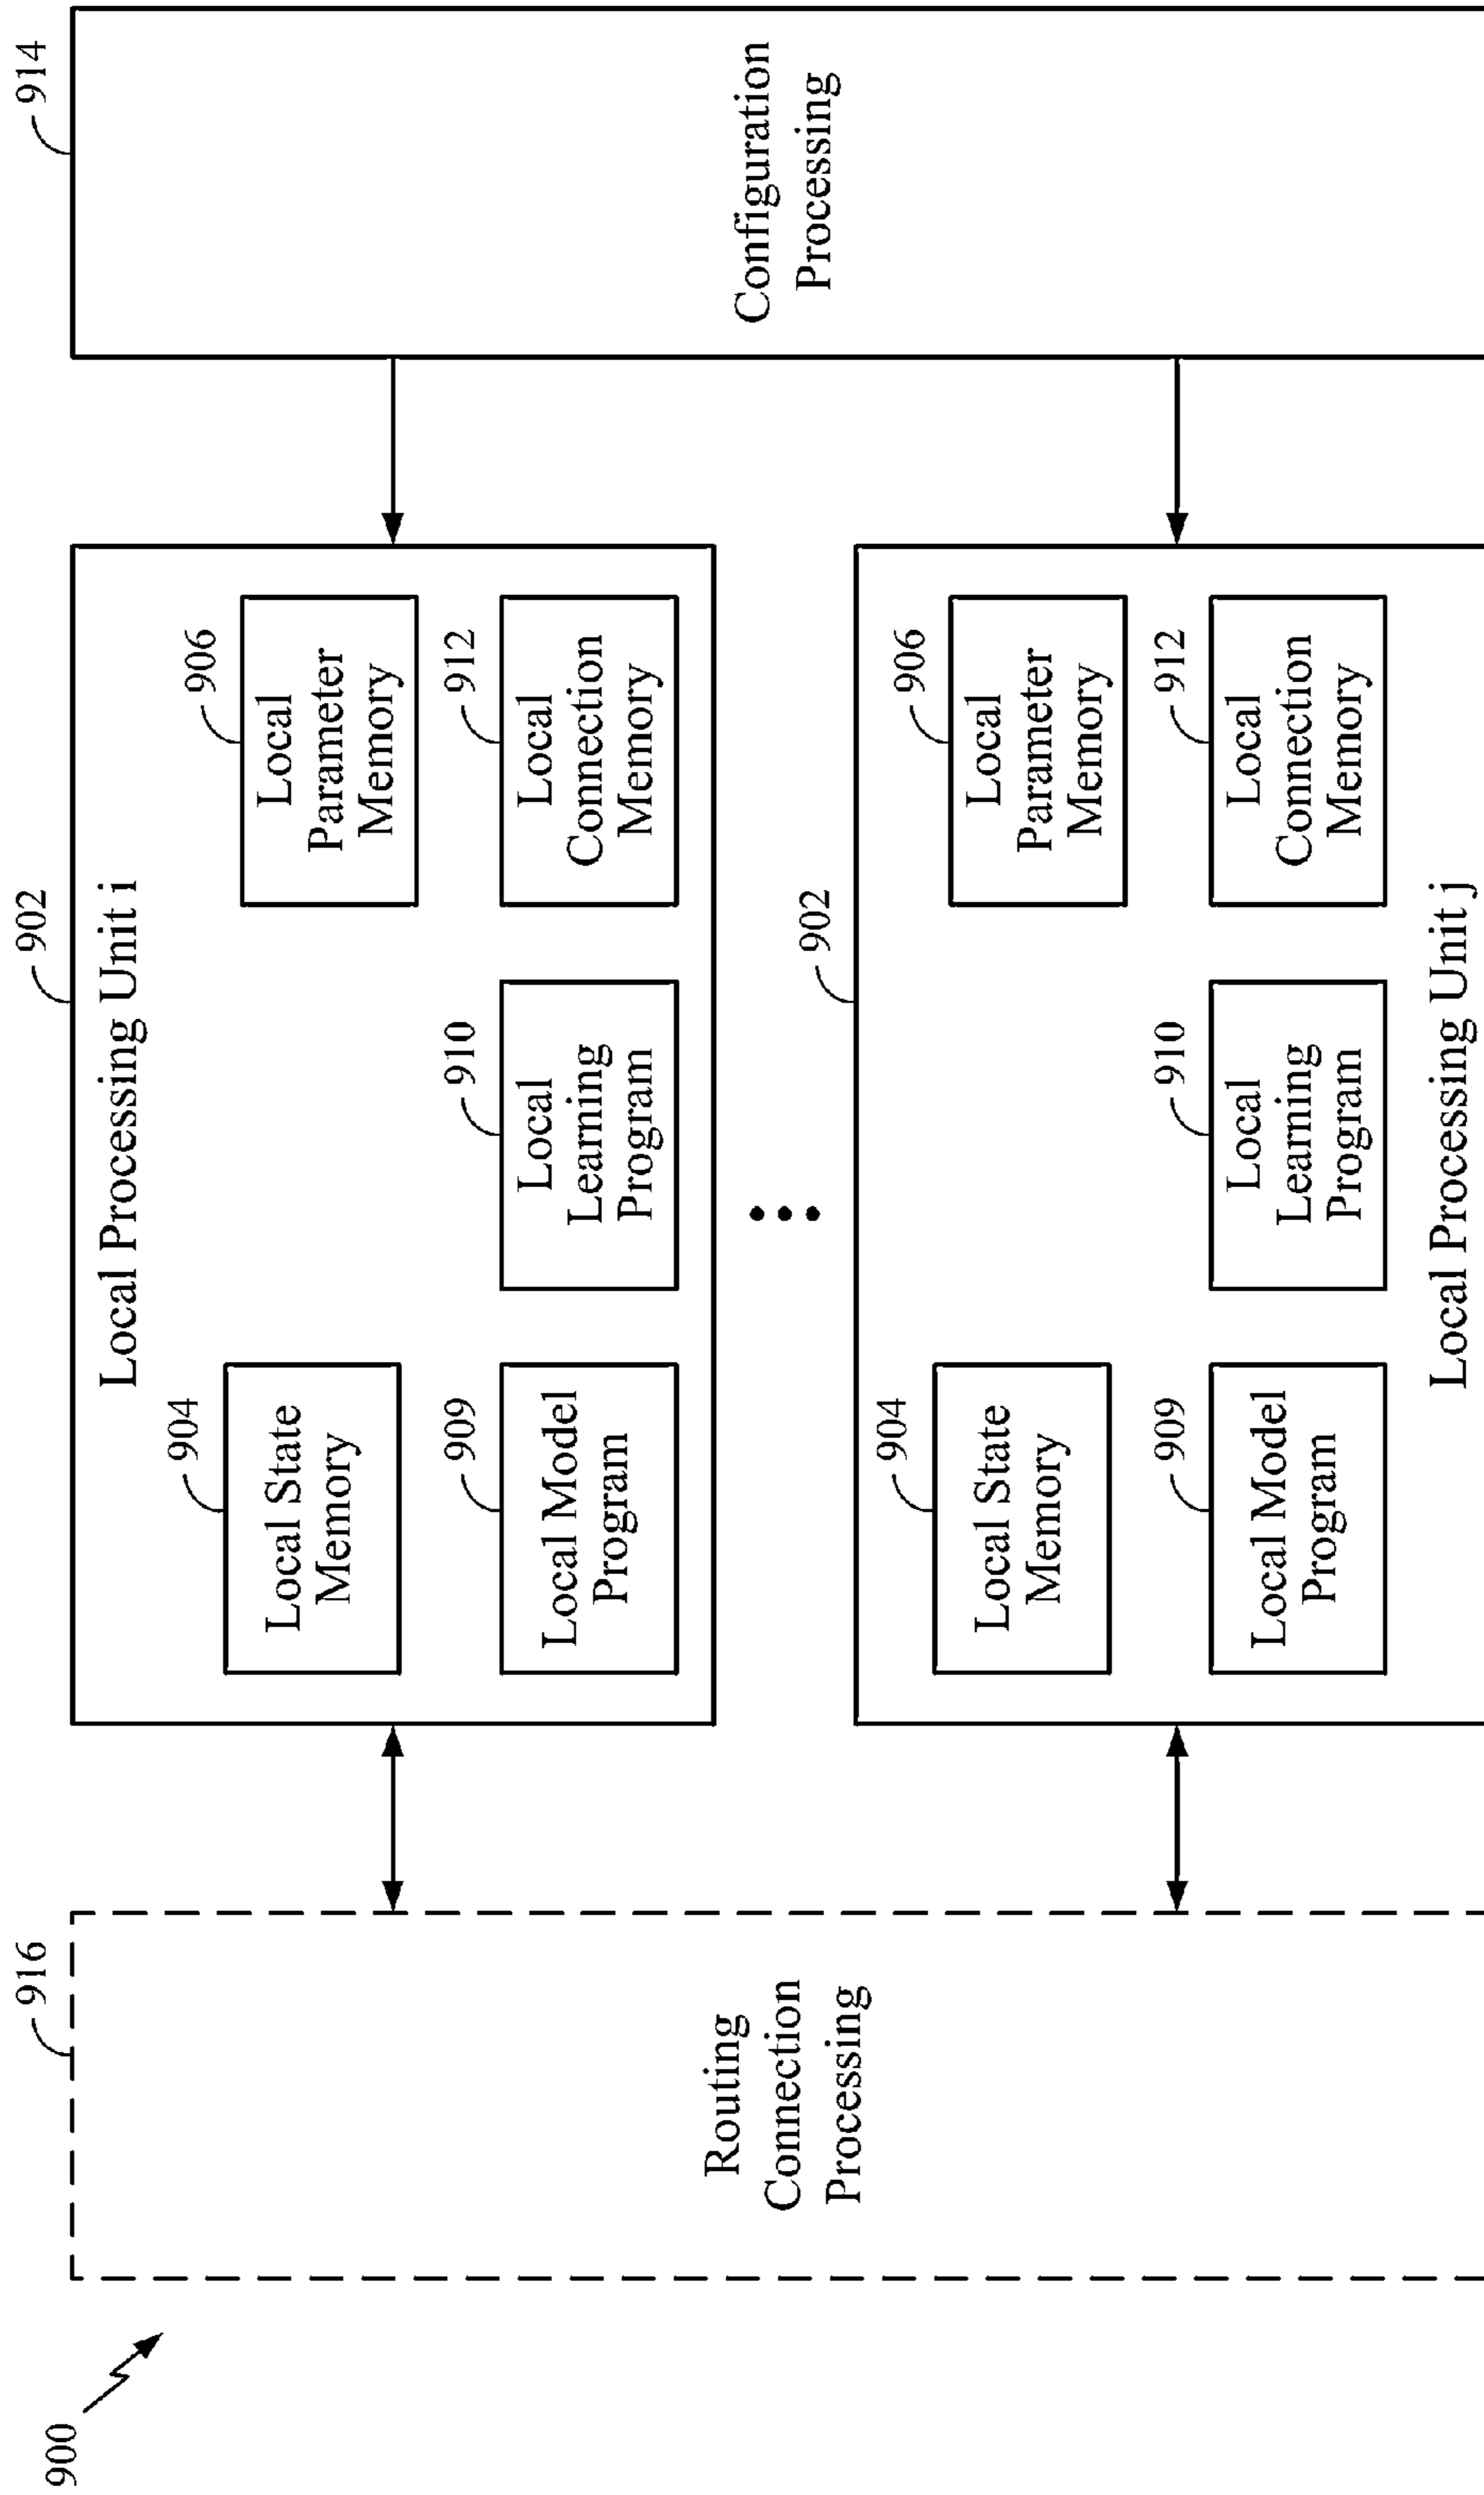 900
916
Routing
Connection
Processing
902
Local Processing Unit i
904
Local State
Memory
906
Local
Parameter
Memory
909
Local Model
Program
910
Local
Learning
Program
912
Local
Connection
Memory
902
904
Local State
Memory
906
Local
Parameter
Memory
909
Local Model
Program
910
Local
Learning
Program
912
Local
Connection
Memory
Local Processing Unit j
914
Configuration
Processing